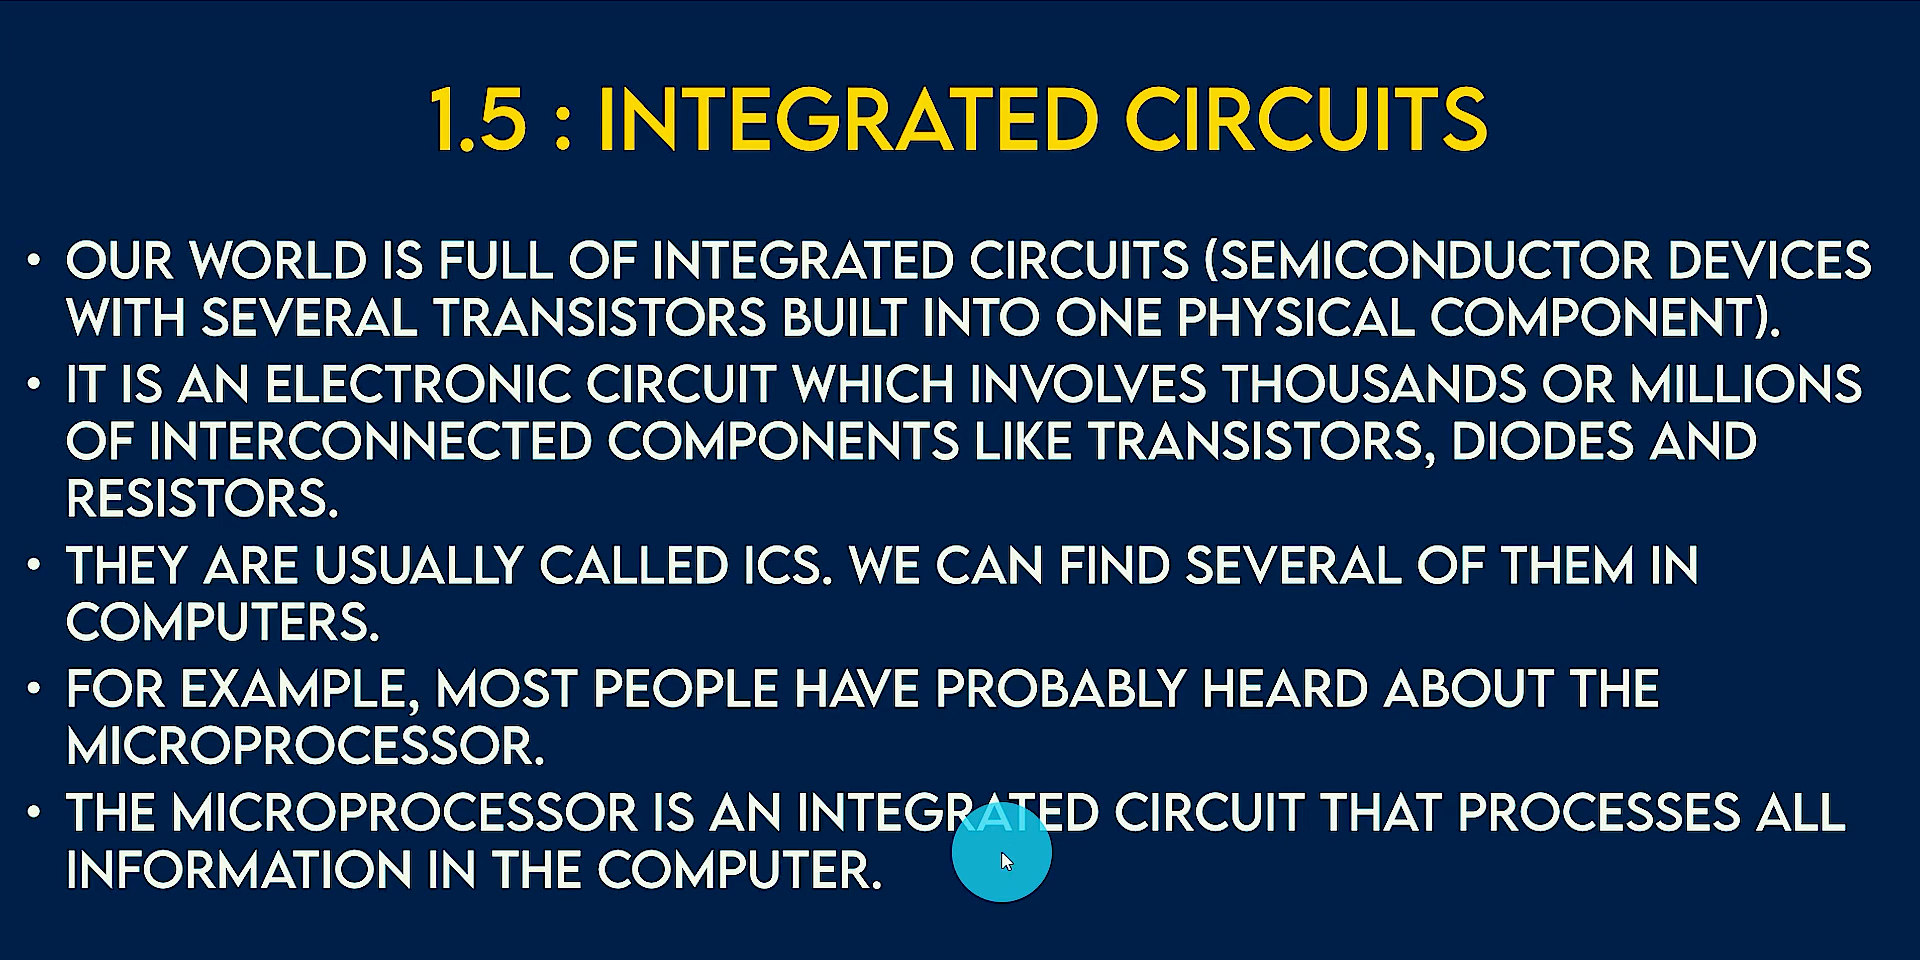 1.5 : INTEGRATED CIRCUITS
• OUR WORLD IS FULL OF INTEGRATED CIRCUITS (SEMICONDUCTOR DEVICES
WITH SEVERAL TRANSISTORS BUILT INTO ONE PHYSICAL COMPONENT).
• IT IS AN ELECTRONIC CIRCUIT WHICH INVOLVES THOUSANDS OR MILLIONS
OF INTERCONNECTED COMPONENTS LIKE TRANSISTORS, DIODES AND
RESISTORS.
• THEY ARE USUALLY CALLED ICS. WE CAN FIND SEVERAL OF THEM IN
COMPUTERS.
• FOR EXAMPLE, MOST PEOPLE HAVE PROBABLY HEARD ABOUT THE
MICROPROCESSOR.
• THE MICROPROCESSOR IS AN INTEGRATED CIRCUIT THAT PROCESSES ALL
INFORMATION IN THE COMPUTER.